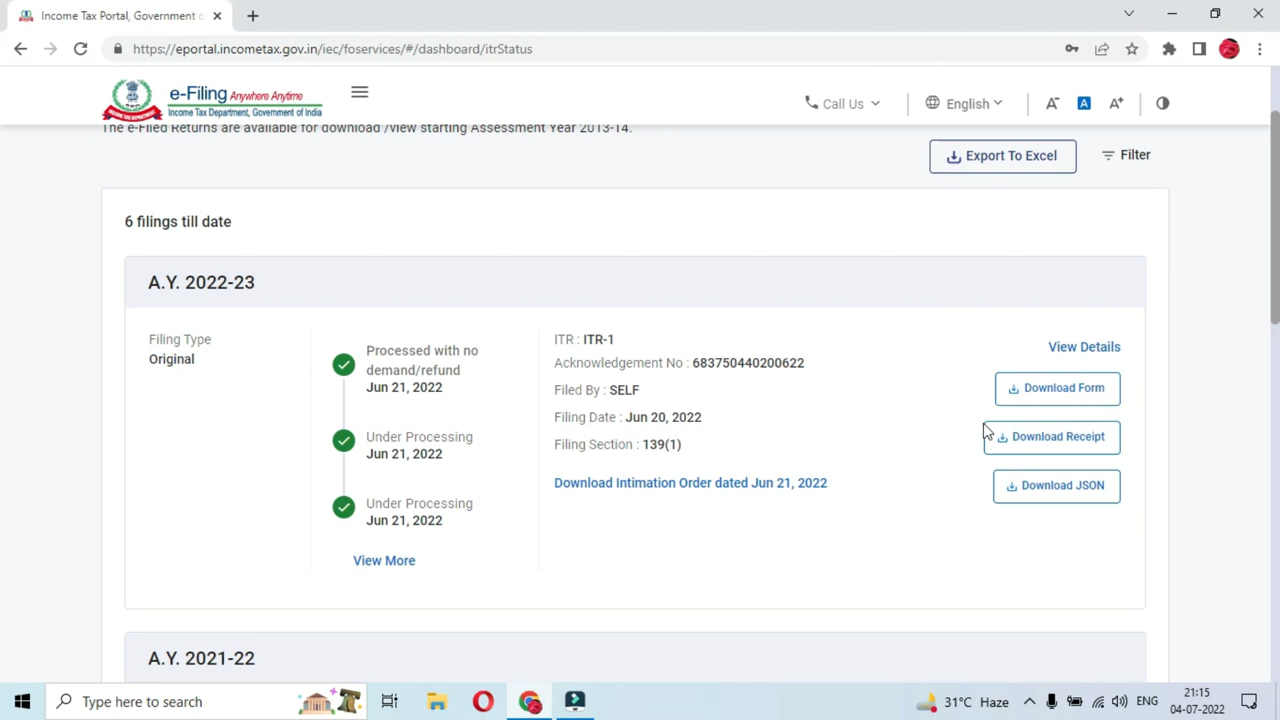 Income Tax Portal, Government o
https://eportal.incometax.gov.in/iec/foservices/#/dashboard/itrStatus
e-Filing Anywhere Anytime
Income Tax Department, Government of India
Call Us
English
A-
A
A+
The e-Filed Returns are available for download /view starting Assessment Year 2013-14.
Export To Excel
Filter
6 filings till date
A.Y. 2022-23
Filing Type
Original
Processed with no
demand/refund
Jun 21, 2022
Under Processing
Jun 21, 2022
Under Processing
Jun 21, 2022
View More
ITR : ITR-1
Acknowledgement No : 683750440200622
Filed By : SELF
Filing Date : Jun 20, 2022
Filing Section : 139(1)
Download Intimation Order dated Jun 21, 2022
View Details
Download Form
Download Receipt
Download JSON
A.Y. 2021-22
Type here to search
31°C Haze
ENG
21:15
04-07-2022